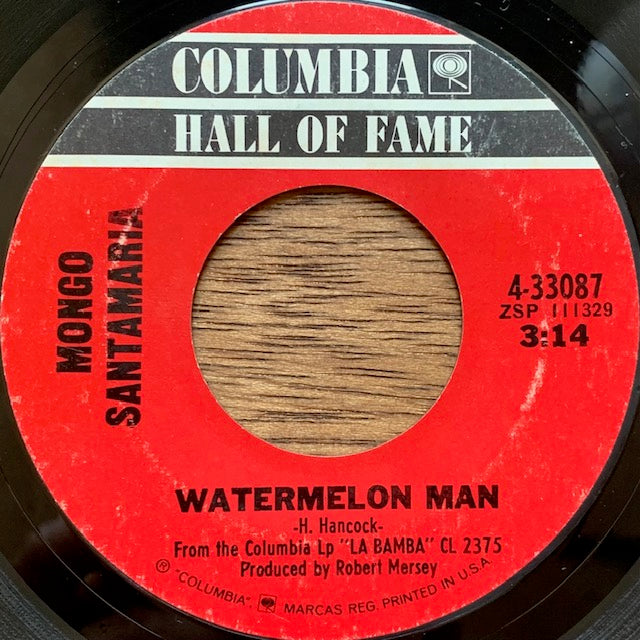 COLUMBIA
HALL OF FAME
MONGO
SANTAMARIA
4-33087
ZSP 111329
3:14
WATERMELON MAN
-H. Hancock-
From the Columbia Lp "LA BAMBA" CL 2375
Produced by Robert Mersey
® "COLUMBIA". MARCAS REG. PRINTED IN U.S.A.